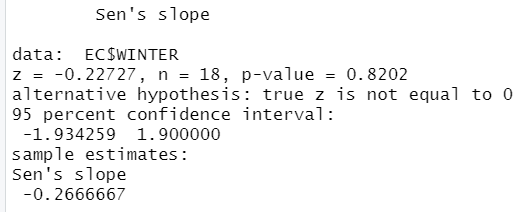 Sen's slope
data:  EC$WINTER
z = -0.22727, n = 18, p-value = 0.8202
alternative hypothesis: true z is not equal to 0
95 percent confidence interval:
 -1.934259  1.900000
sample estimates:
Sen's slope
 -0.2666667